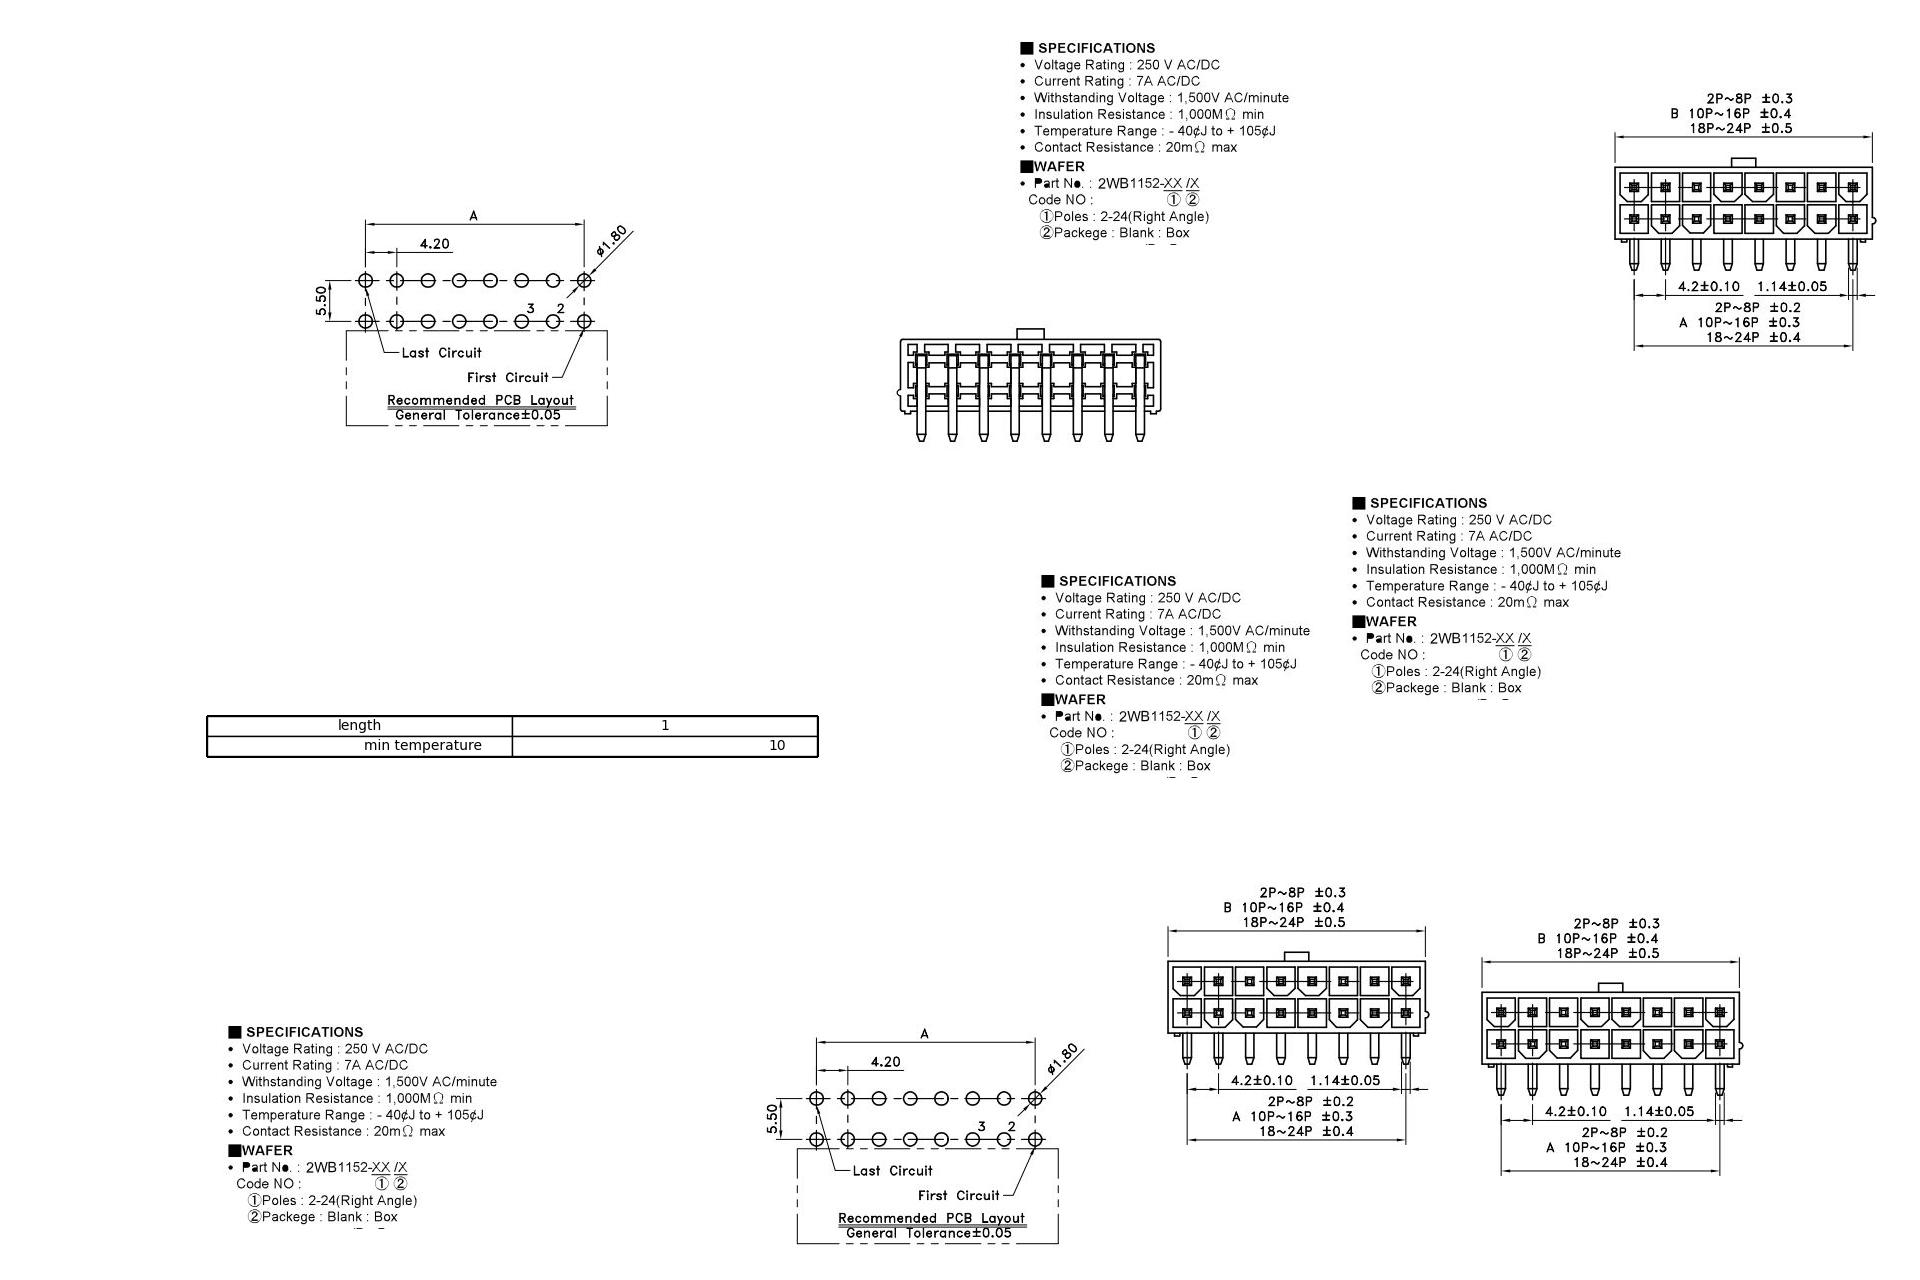 ■ SPECIFICATIONS
• Voltage Rating : 250 V AC/DC
• Current Rating : 7A AC/DC
• Withstanding Voltage : 1,500V AC/minute
• Insulation Resistance : 1,000MΩ min
• Temperature Range : - 40¢J to + 105¢J
• Contact Resistance : 20mΩ max
■WAFER
• Part No. : 2WB1152-XX /X
Code NO : ① ②
①Poles : 2-24(Right Angle)
②Packege : Blank : Box
2P~8P ±0.3
B 10P~16P ±0.4
18P~24P ±0.5
4.2±0.10 1.14±0.05
2P~8P ±0.2
A 10P~16P ±0.3
18~24P ±0.4
A
4.20
ø1.80
5.50
3 2
Last Circuit
First Circuit
Recommended PCB Layout
General Tolerance±0.05
■ SPECIFICATIONS
• Voltage Rating : 250 V AC/DC
• Current Rating : 7A AC/DC
• Withstanding Voltage : 1,500V AC/minute
• Insulation Resistance : 1,000MΩ min
• Temperature Range : - 40¢J to + 105¢J
• Contact Resistance : 20mΩ max
■WAFER
• Part No. : 2WB1152-XX /X
Code NO : ① ②
①Poles : 2-24(Right Angle)
②Packege : Blank : Box
■ SPECIFICATIONS
• Voltage Rating : 250 V AC/DC
• Current Rating : 7A AC/DC
• Withstanding Voltage : 1,500V AC/minute
• Insulation Resistance : 1,000MΩ min
• Temperature Range : - 40¢J to + 105¢J
• Contact Resistance : 20mΩ max
■WAFER
• Part No. : 2WB1152-XX /X
Code NO : ① ②
①Poles : 2-24(Right Angle)
②Packege : Blank : Box
length 1
min temperature 10
2P~8P ±0.3
B 10P~16P ±0.4
18P~24P ±0.5
4.2±0.10 1.14±0.05
2P~8P ±0.2
A 10P~16P ±0.3
18~24P ±0.4
2P~8P ±0.3
B 10P~16P ±0.4
18P~24P ±0.5
4.2±0.10 1.14±0.05
2P~8P ±0.2
A 10P~16P ±0.3
18~24P ±0.4
■ SPECIFICATIONS
• Voltage Rating : 250 V AC/DC
• Current Rating : 7A AC/DC
• Withstanding Voltage : 1,500V AC/minute
• Insulation Resistance : 1,000MΩ min
• Temperature Range : - 40¢J to + 105¢J
• Contact Resistance : 20mΩ max
■WAFER
• Part No. : 2WB1152-XX /X
Code NO : ① ②
①Poles : 2-24(Right Angle)
②Packege : Blank : Box
A
4.20
ø1.80
5.50
3 2
Last Circuit
First Circuit
Recommended PCB Layout
General Tolerance±0.05